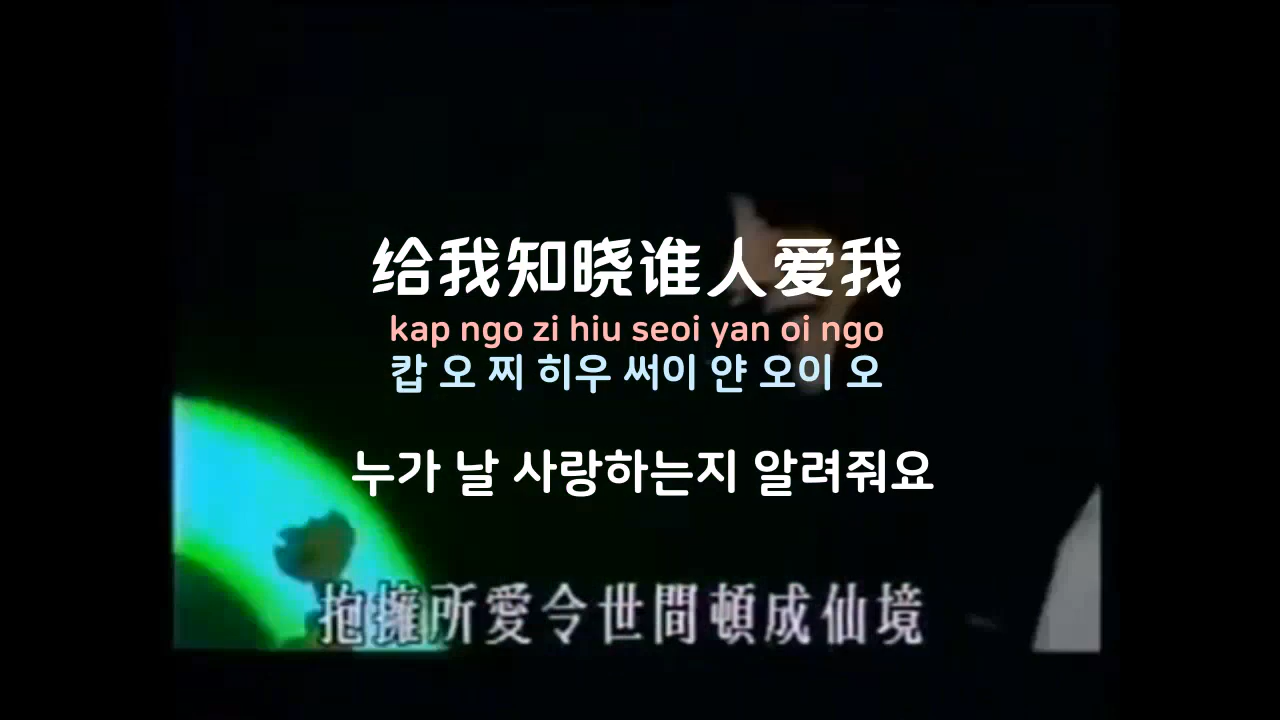 给我知晓谁人爱我
kap ngo zi hiu seoi yan oi ngo
캅 오 찌 히우 써이 얀 오이 오
누가 날 사랑하는지 알려줘요
抱擁所愛令世間頓成仙境